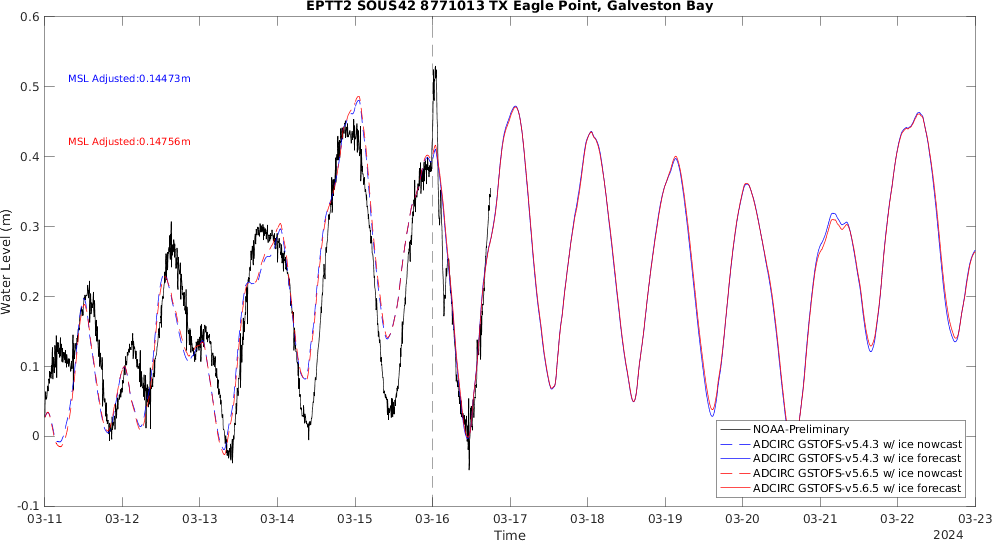 EPTT2 SOUS42 8771013 TX Eagle Point, Galveston Bay
0.6
0.5
0.4
0.3
0.2
0.1
0
-0.1
Water Level (m)
MSL Adjusted:0.14473m
MSL Adjusted:0.14756m
NOAA-Preliminary
ADCIRC GSTOFS-v5.4.3 w/ ice nowcast
ADCIRC GSTOFS-v5.4.3 w/ ice forecast
ADCIRC GSTOFS-v5.6.5 w/ ice nowcast
ADCIRC GSTOFS-v5.6.5 w/ ice forecast
03-11 03-12 03-13 03-14 03-15 03-16 03-17 03-18 03-19 03-20 03-21 03-22 03-23
Time
2024